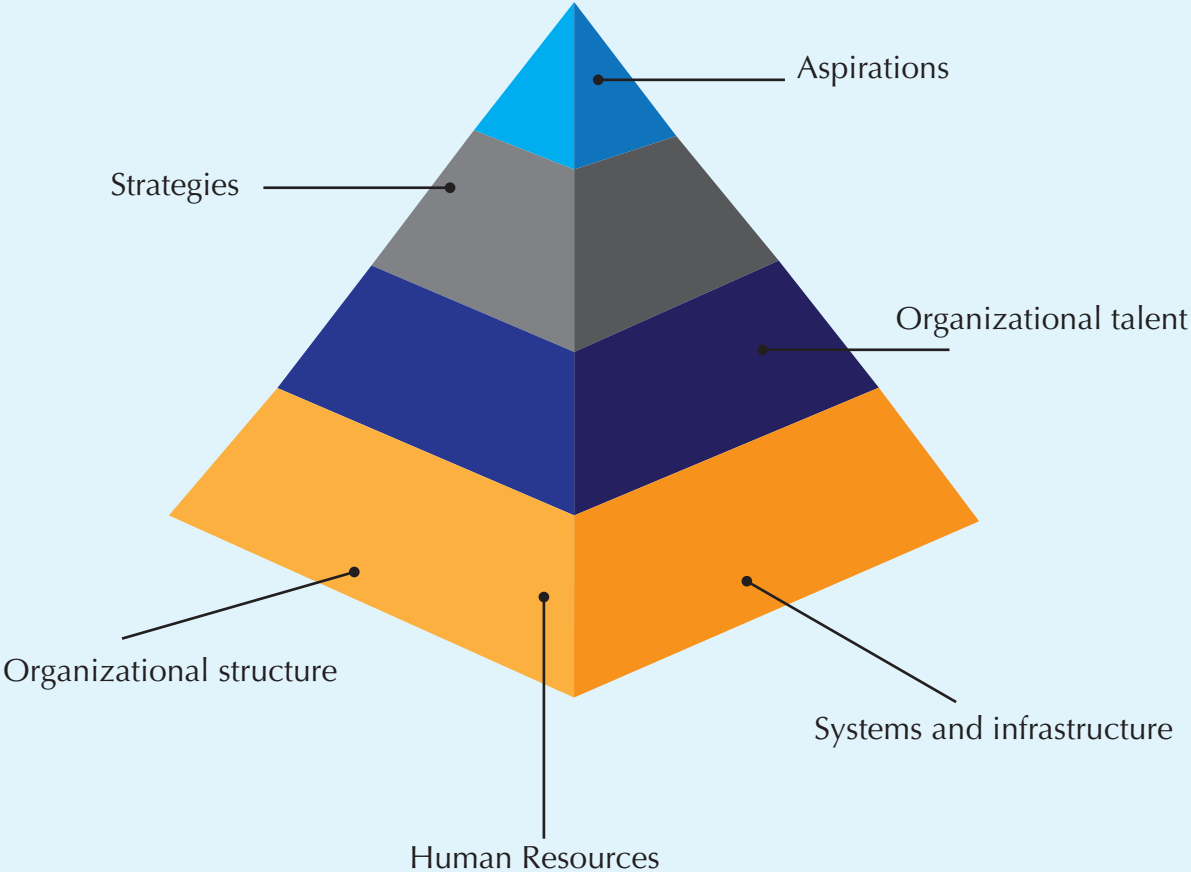 Aspirations
Strategies
Organizational talent
Organizational structure
Systems and infrastructure
Human Resources